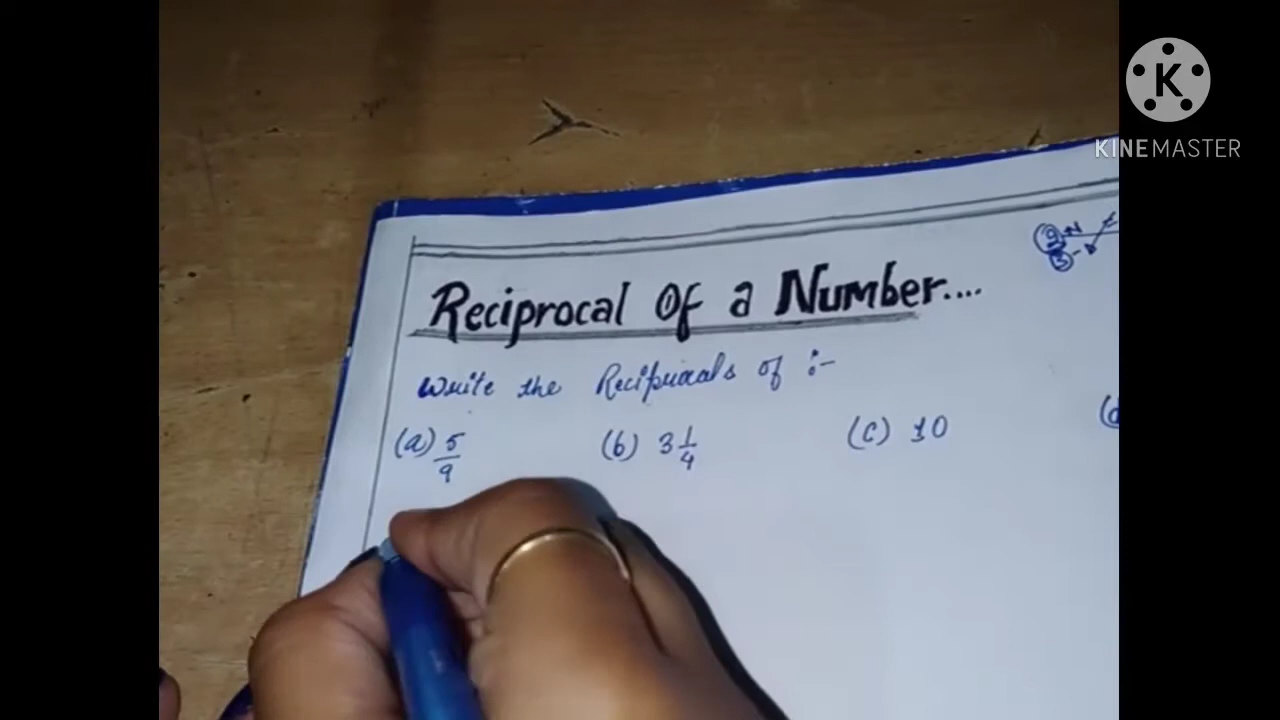 KINEMASTER
Reciprocal Of a Number....
Write the Reciprocals of :-
(a) 5/9 (b) 3 1/4 (c) 10 (d